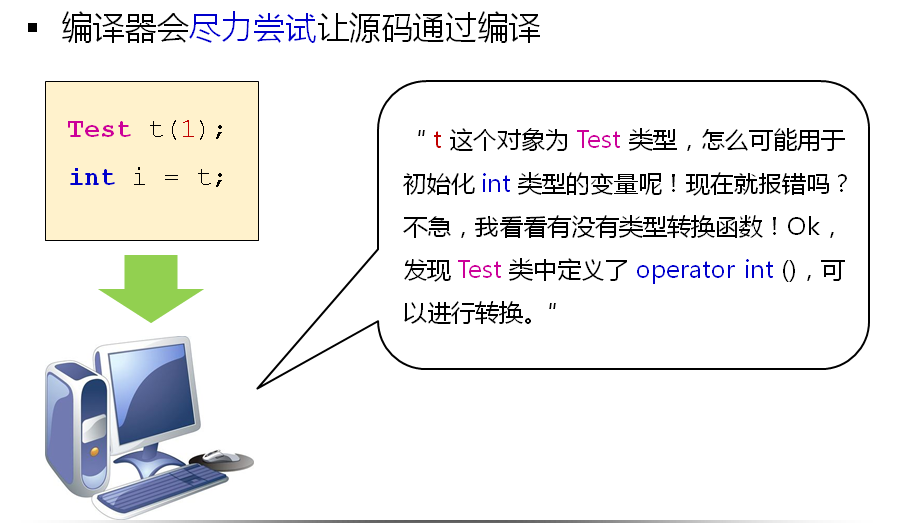 ▪ 编译器会尽力尝试让源码通过编译
Test t(1);
int i = t;
“ t 这个对象为 Test 类型，怎么可能用于
初始化 int 类型的变量呢！现在就报错吗？
不急，我看看有没有类型转换函数！Ok，
发现 Test 类中定义了 operator int ()，可
以进行转换。”